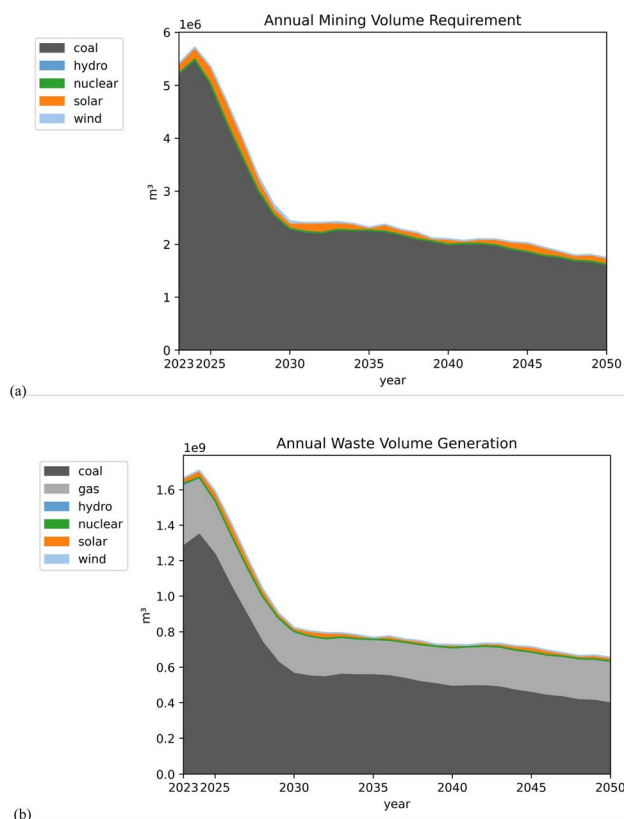 Annual Mining Volume Requirement
1e6
coal
hydro
nuclear
solar
wind
6
5
4
3
2
1
0
m³
2023 2025 2030 2035 2040 2045 2050
year
(a)
Annual Waste Volume Generation
1e9
coal
gas
hydro
nuclear
solar
wind
1.6
1.4
1.2
1.0
0.8
0.6
0.4
0.2
0.0
m³
2023 2025 2030 2035 2040 2045 2050
year
(b)